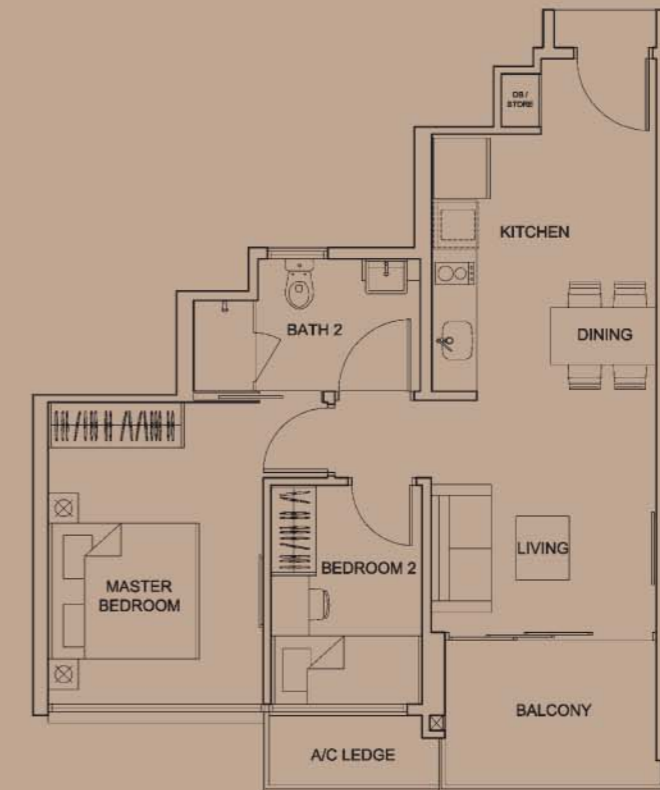 DB /
STORE
KITCHEN
DINING
BATH 2
LIVING
BEDROOM 2
MASTER
BEDROOM
BALCONY
A/C LEDGE